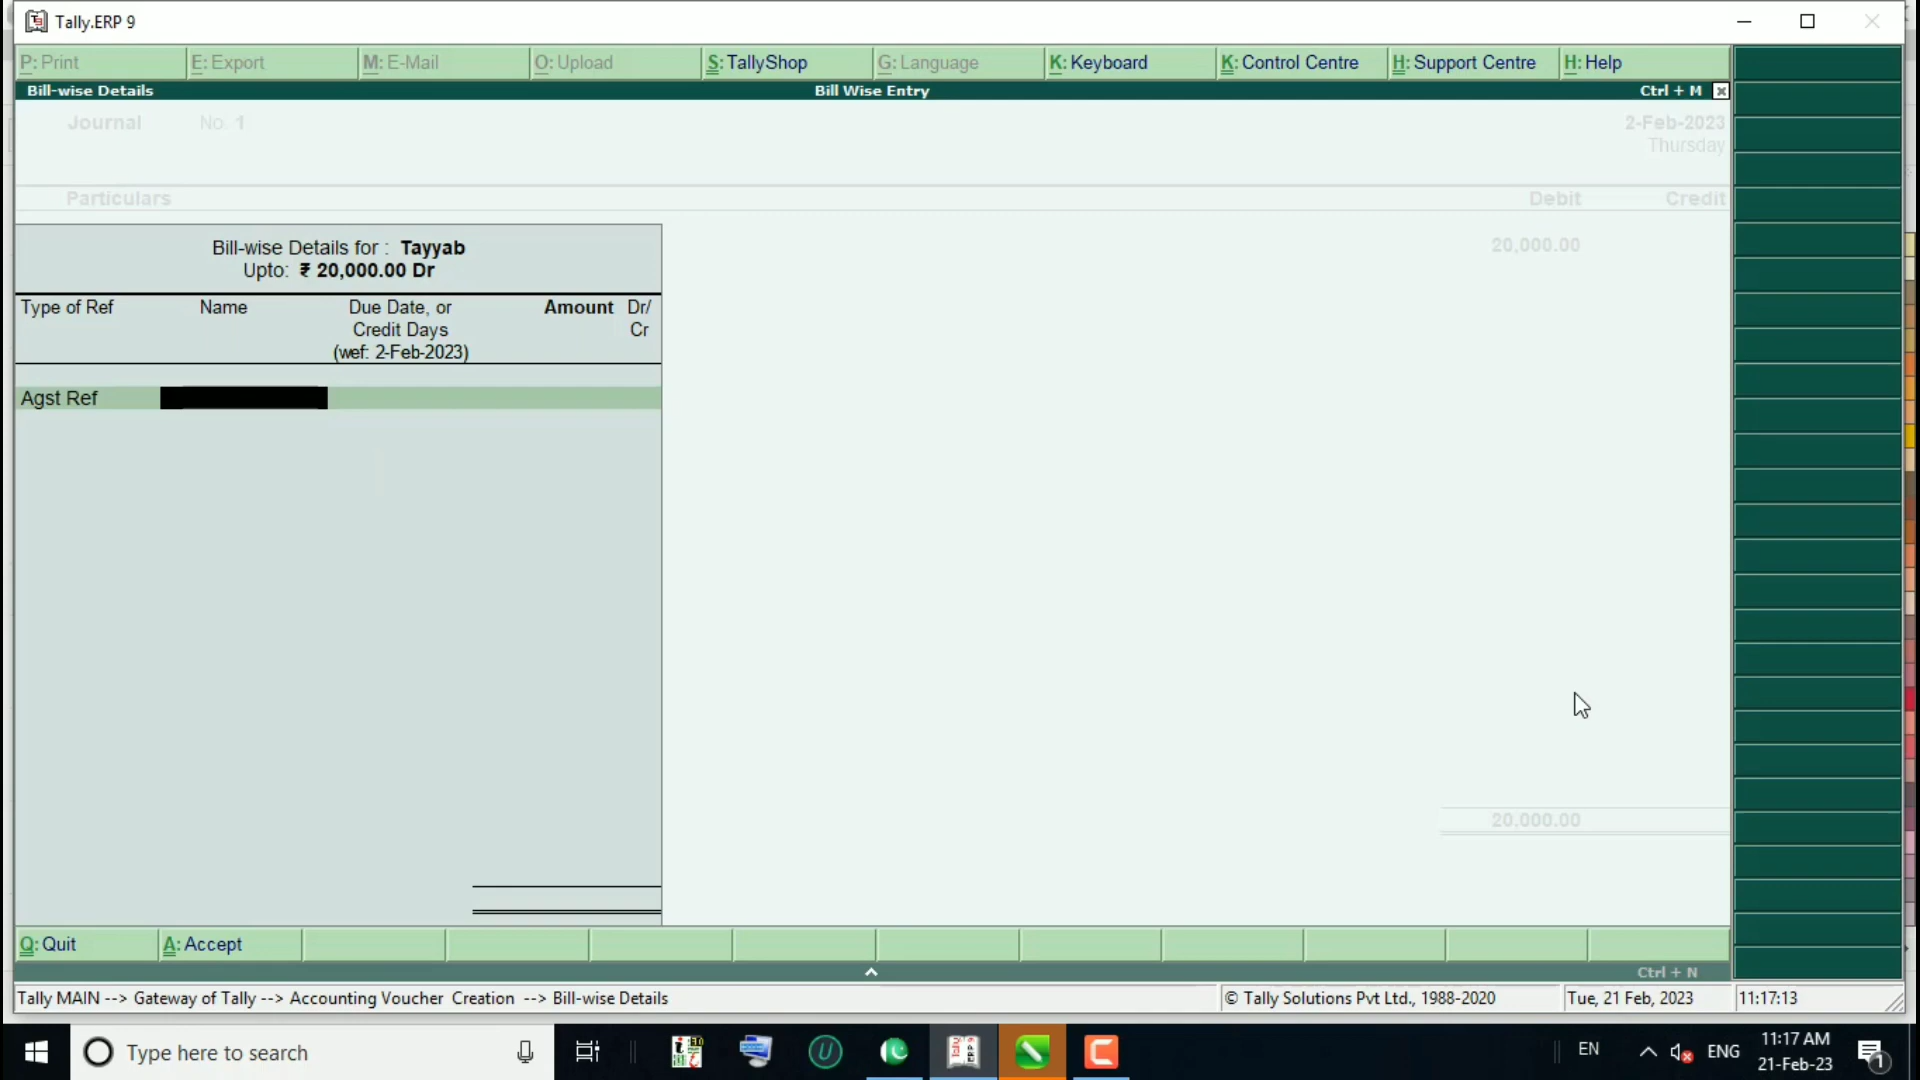 Tally.ERP 9
P: Print E: Export M: E-Mail O: Upload S: TallyShop G: Language K: Keyboard K: Control Centre H: Support Centre H: Help
Bill-wise Details Bill Wise Entry Ctrl + M
Journal No. 1 2-Feb-2023
Thursday
Particulars Debit Credit
20,000.00
Bill-wise Details for : Tayyab
Upto: ₹ 20,000.00 Dr
Type of Ref Name Due Date, or Amount Dr/
Credit Days Cr
(wef: 2-Feb-2023)
Agst Ref
20,000.00
Q: Quit A: Accept
Ctrl + N
Tally MAIN --> Gateway of Tally --> Accounting Voucher Creation --> Bill-wise Details © Tally Solutions Pvt Ltd., 1988-2020 Tue, 21 Feb, 2023 11:17:13
Type here to search EN ENG 11:17 AM
21-Feb-23 1